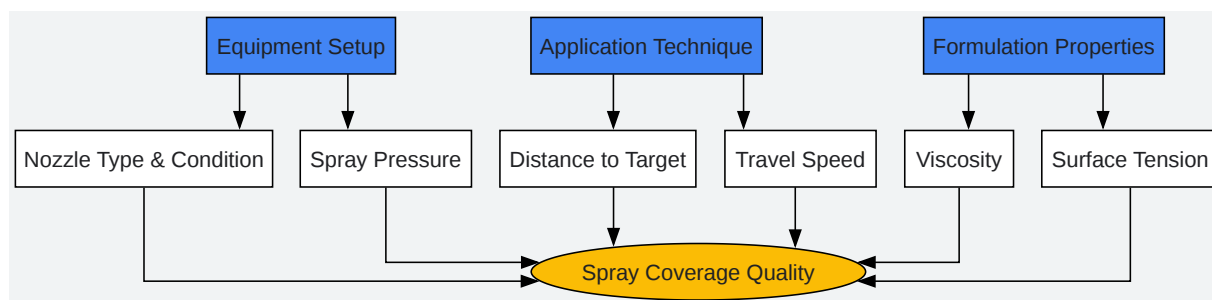 Equipment Setup
Application Technique
Formulation Properties
Nozzle Type & Condition
Spray Pressure
Distance to Target
Travel Speed
Viscosity
Surface Tension
Spray Coverage Quality